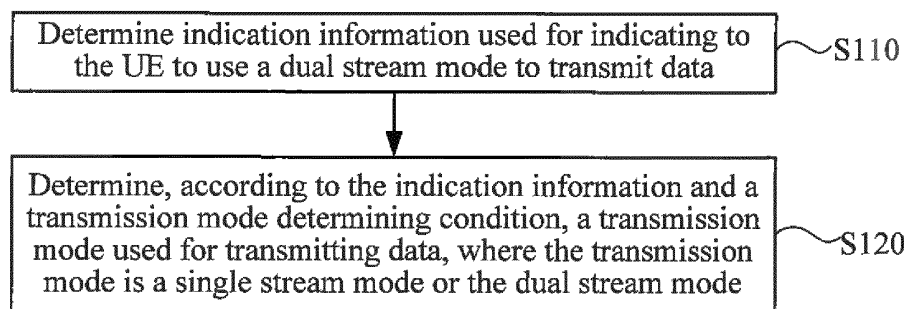 Determine indication information used for indicating to
the UE to use a dual stream mode to transmit data
S110
Determine, according to the indication information and a
transmission mode determining condition, a transmission
mode used for transmitting data, where the transmission
mode is a single stream mode or the dual stream mode
S120